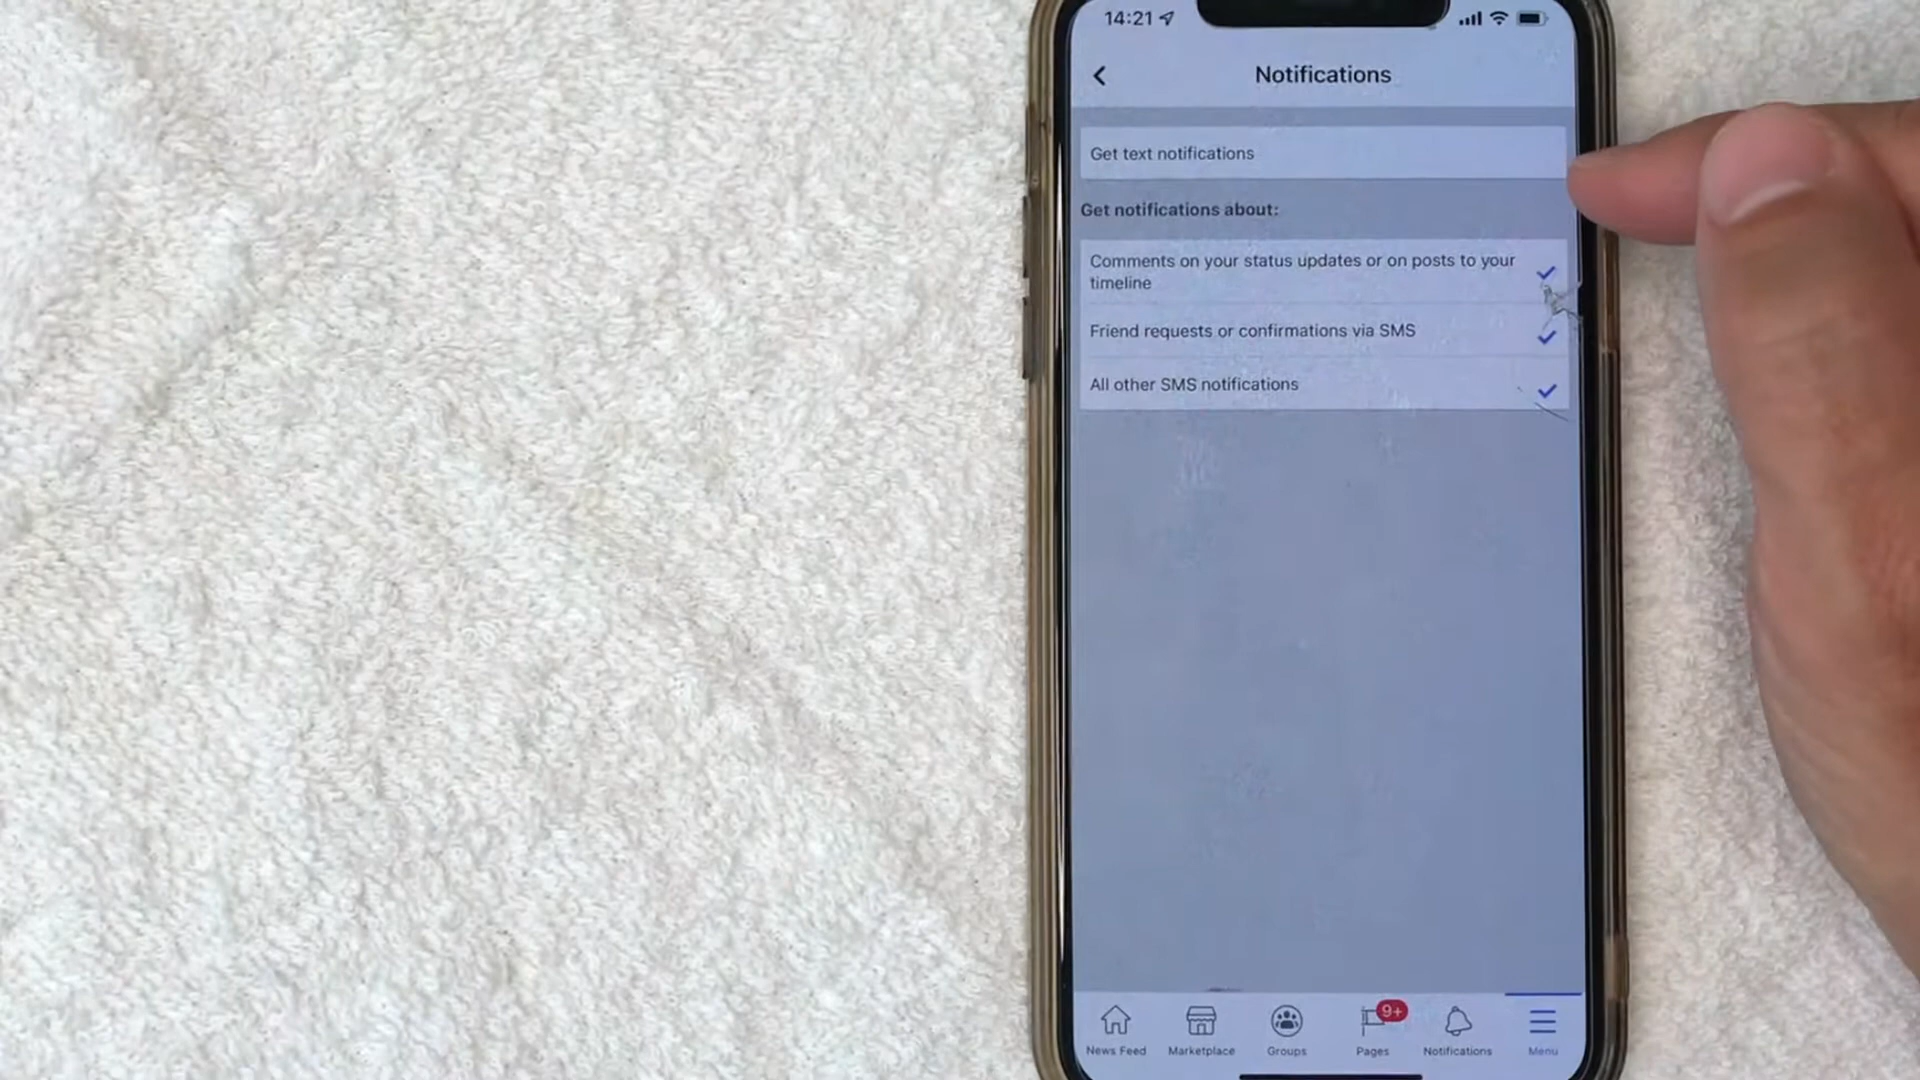 14:21
Notifications
Get text notifications
Get notifications about:
Comments on your status updates or on posts to your
timeline
Friend requests or confirmations via SMS
All other SMS notifications
9+
News Feed
Marketplace
Groups
Pages
Notifications
Menu